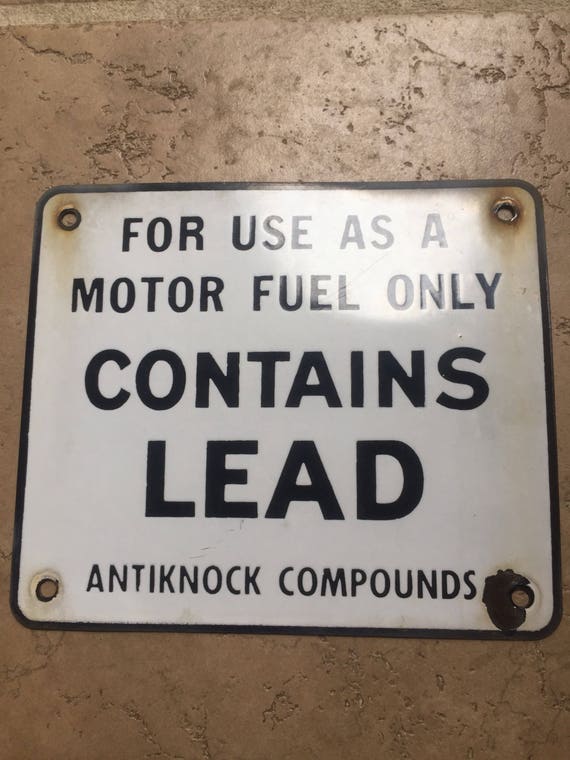 FOR USE AS A
MOTOR FUEL ONLY
CONTAINS
LEAD
ANTIKNOCK COMPOUNDS